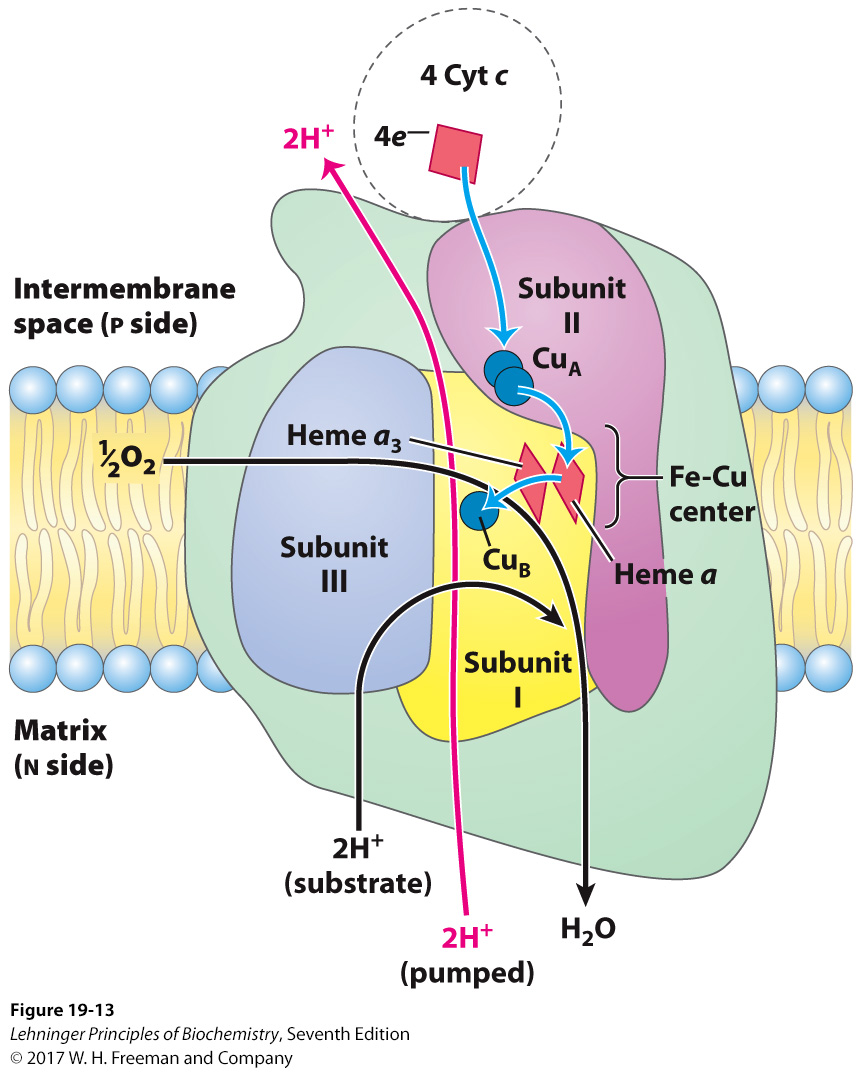 4 Cyt c
4e—
2H⁺
Intermembrane
space (P side)
Subunit
II
CuA
½O₂
Heme a₃
Fe-Cu
center
Subunit
III
CuB
Heme a
Subunit
I
Matrix
(N side)
2H⁺
(substrate)
2H⁺
(pumped)
H₂O
Figure 19-13
Lehninger Principles of Biochemistry, Seventh Edition
© 2017 W. H. Freeman and Company